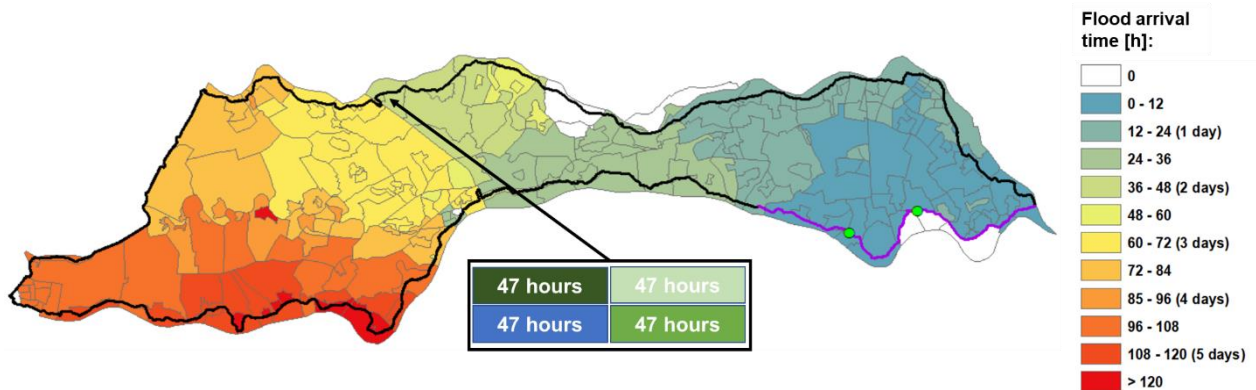 Flood arrival
time [h]:
0
0 - 12
12 - 24 (1 day)
24 - 36
36 - 48 (2 days)
48 - 60
60 - 72 (3 days)
72 - 84
85 - 96 (4 days)
96 - 108
108 - 120 (5 days)
> 120
47 hours 47 hours
47 hours 47 hours